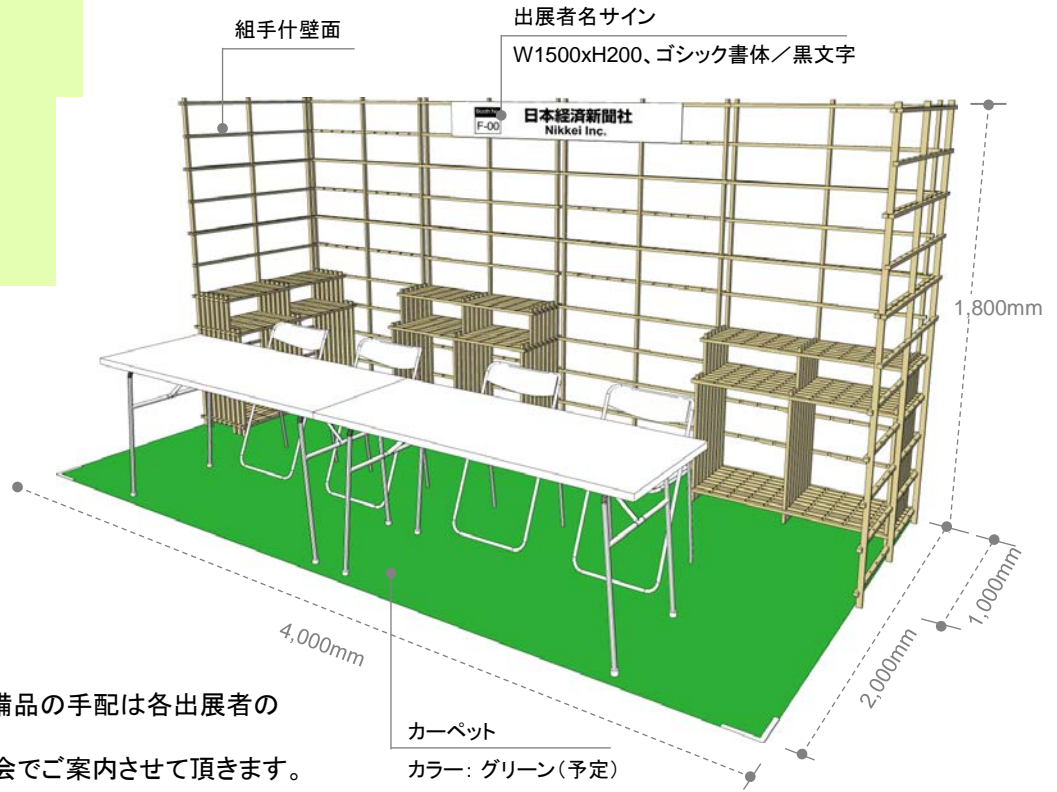 組手什壁面
出展者名サイン
W1500xH200、ゴシック書体／黒文字
F-00
日本経済新聞社
Nikkei Inc.
1,800mm
1,000mm
2,000mm
4,000mm
備品の手配は各出展者の
会でご案内させて頂きます。
カーペット
カラー： グリーン（予定）